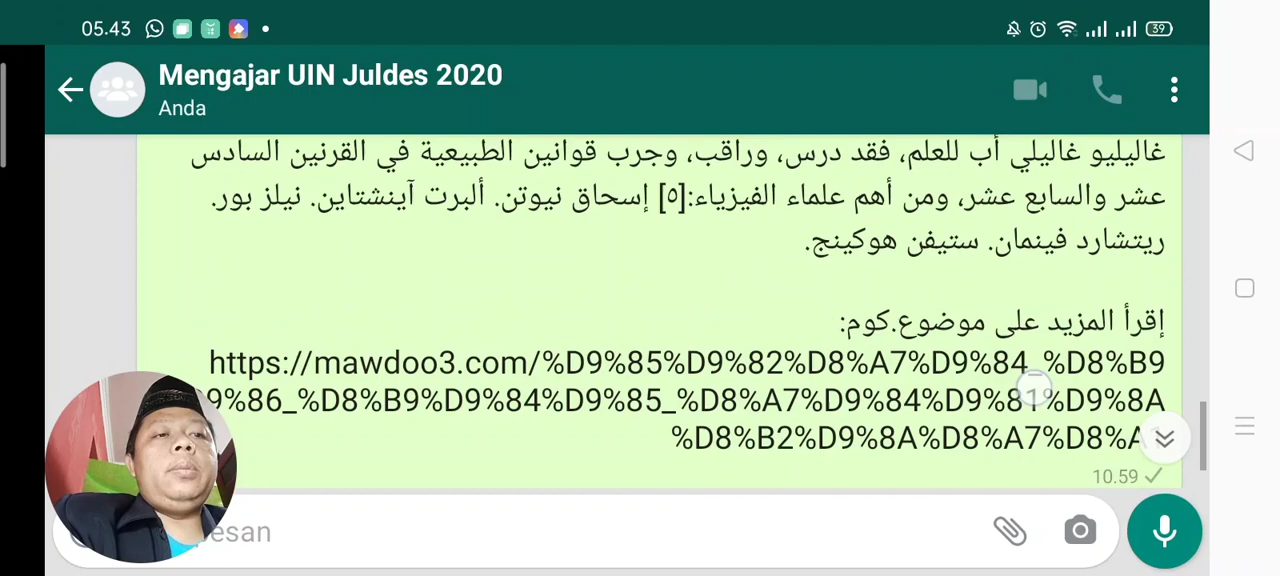 05.43
39
Mengajar UIN Juldes 2020
Anda
غاليليو غاليلي أب للعلم، فقد درس، وراقب، وجرب قوانين الطبيعية في القرنين السادس
عشر والسابع عشر، ومن أهم علماء الفيزياء:[٥] إسحاق نيوتن. ألبرت آينشتاين. نيلز بور.
ريتشارد فينمان. ستيفن هوكينج.
إقرأ المزيد على موضوع.كوم:
https://mawdoo3.com/%D9%85%D9%82%D8%A7%D9%84_%D8%B9
9%86_%D8%B9%D9%84%D9%85_%D8%A7%D9%84%D9%81%D9%8A
%D8%B2%D9%8A%D8%A7%D8%A
10.59
esan